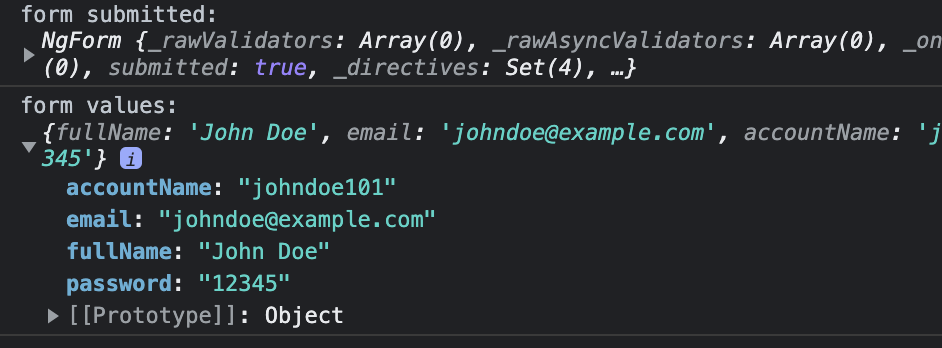 form submitted:
NgForm {_rawValidators: Array(0), _rawAsyncValidators: Array(0), _on
(0), submitted: true, _directives: Set(4), …}
form values:
{fullName: 'John Doe', email: 'johndoe@example.com', accountName: 'j
345'} i
accountName: "johndoe101"
email: "johndoe@example.com"
fullName: "John Doe"
password: "12345"
[[Prototype]]: Object